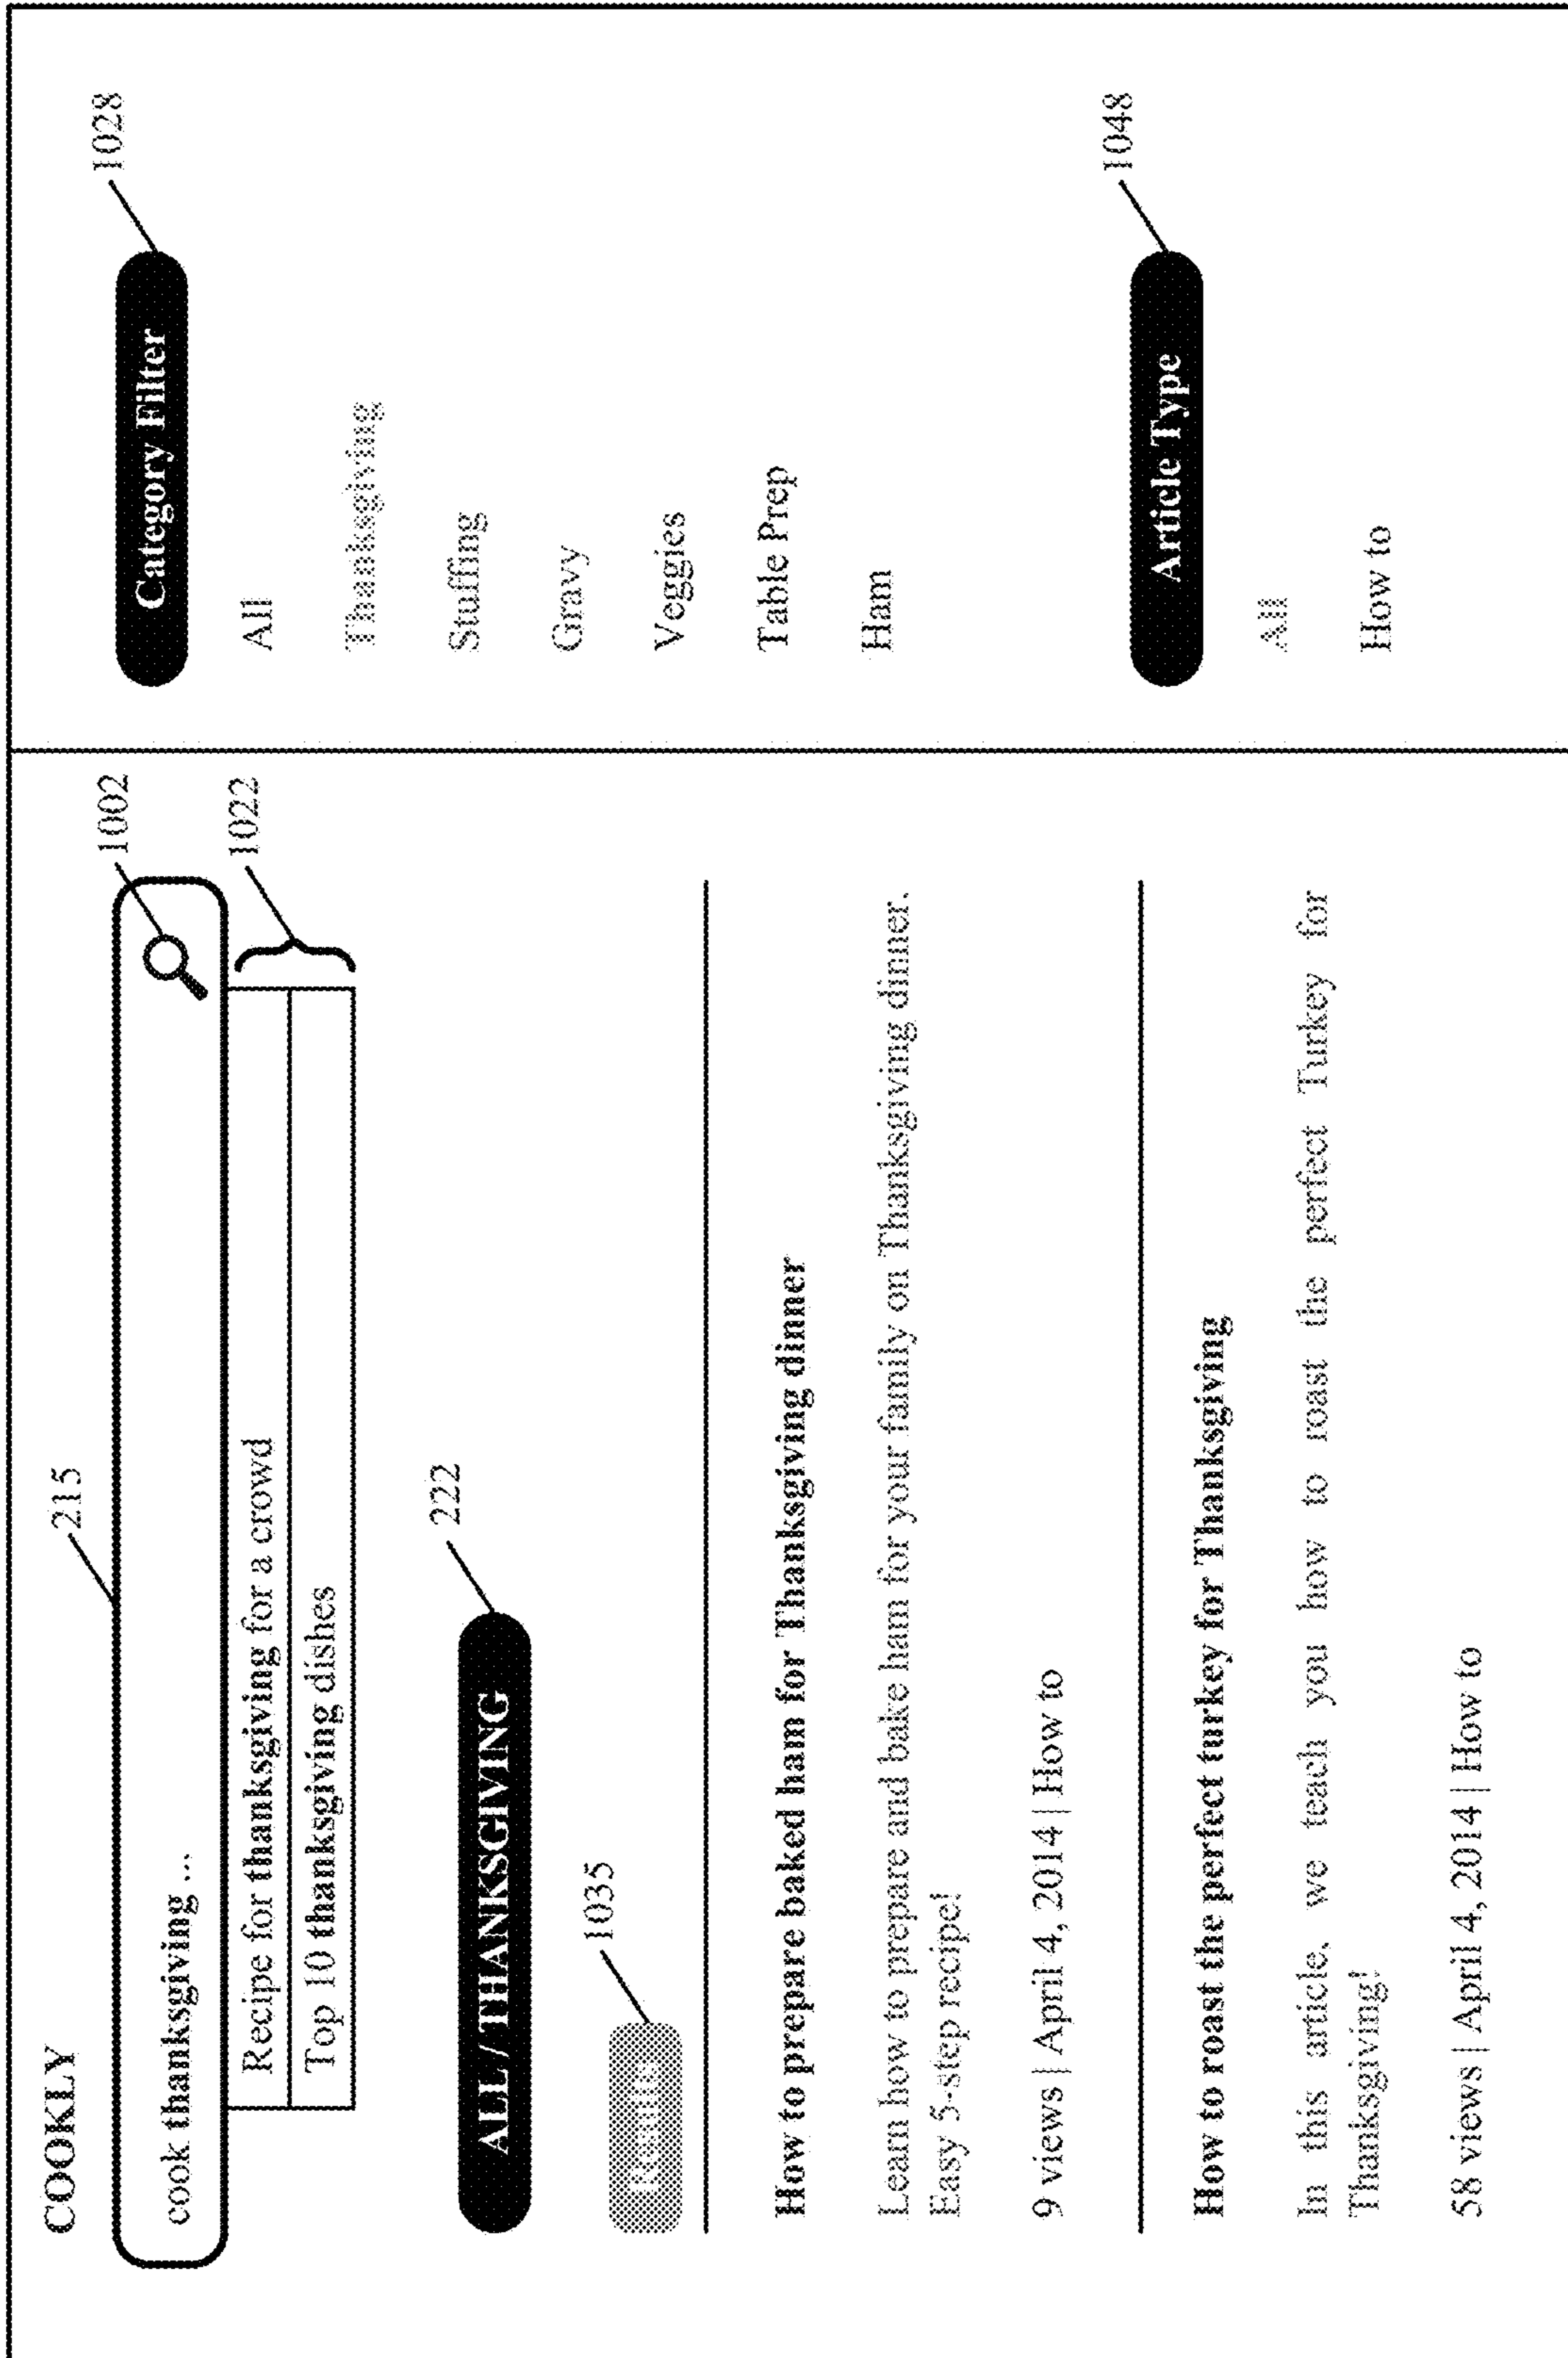 COOKLY
215
1002
cook thanksgiving ...
1022
Recipe for thanksgiving for a crowd
Top 10 thanksgiving dishes
222
ALL/THANKSGIVING
1035
Results
How to prepare baked ham for Thanksgiving dinner
Learn how to prepare and bake ham for your family on Thanksgiving dinner.
Easy 5-step recipe!
9 views | April 4, 2014 | How to
How to roast the perfect turkey for Thanksgiving
In this article, we teach you how to roast the perfect Turkey for
Thanksgiving!
58 views | April 4, 2014 | How to
1028
Category Filter
All
Thanksgiving
Stuffing
Gravy
Veggies
Table Prep
Ham
1048
Article Type
All
How to